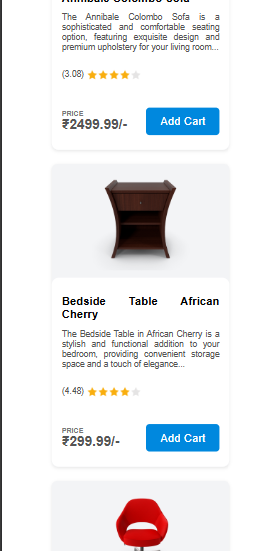 The Annibale Colombo Sofa is a
sophisticated and comfortable seating
option, featuring exquisite design and
premium upholstery for your living room...
(3.08)
PRICE
₹2499.99/-
Add Cart
Bedside Table African
Cherry
The Bedside Table in African Cherry is a
stylish and functional addition to your
bedroom, providing convenient storage
space and a touch of elegance...
(4.48)
PRICE
₹299.99/-
Add Cart